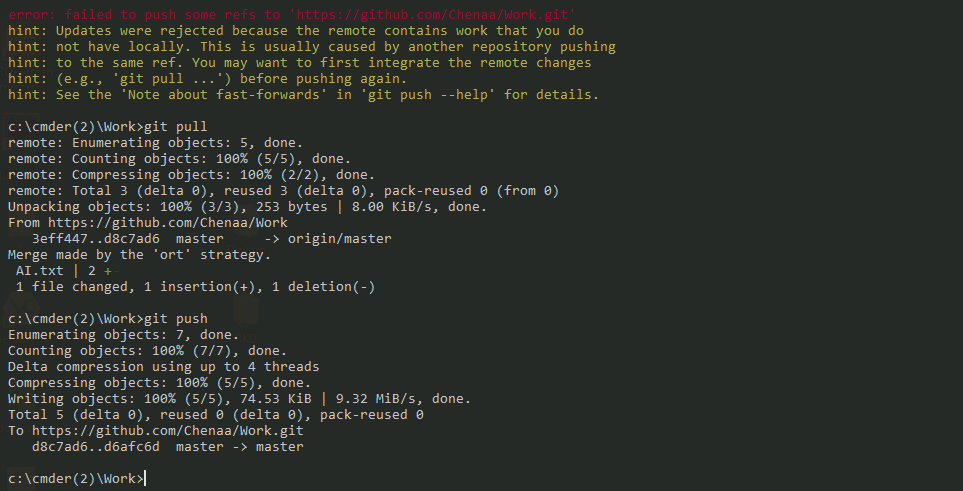 error: failed to push some refs to 'https://github.com/Chenaa/Work.git'
hint: Updates were rejected because the remote contains work that you do
hint: not have locally. This is usually caused by another repository pushing
hint: to the same ref. You may want to first integrate the remote changes
hint: (e.g., 'git pull ...') before pushing again.
hint: See the 'Note about fast-forwards' in 'git push --help' for details.
c:\cmder(2)\Work>git pull
remote: Enumerating objects: 5, done.
remote: Counting objects: 100% (5/5), done.
remote: Compressing objects: 100% (2/2), done.
remote: Total 3 (delta 0), reused 3 (delta 0), pack-reused 0 (from 0)
Unpacking objects: 100% (3/3), 253 bytes | 8.00 KiB/s, done.
From https://github.com/Chenaa/Work
   3eff447..d8c7ad6  master     -> origin/master
Merge made by the 'ort' strategy.
 AI.txt | 2 +-
 1 file changed, 1 insertion(+), 1 deletion(-)
c:\cmder(2)\Work>git push
Enumerating objects: 7, done.
Counting objects: 100% (7/7), done.
Delta compression using up to 4 threads
Compressing objects: 100% (5/5), done.
Writing objects: 100% (5/5), 74.53 KiB | 9.32 MiB/s, done.
Total 5 (delta 0), reused 0 (delta 0), pack-reused 0
To https://github.com/Chenaa/Work.git
   d8c7ad6..d6afc6d  master -> master
c:\cmder(2)\Work>